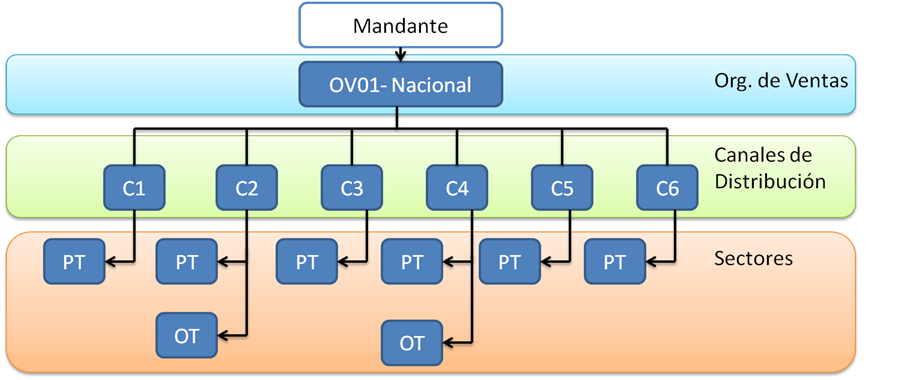 Mandante
OV01- Nacional
Org. de Ventas
C1
C2
C3
C4
C5
C6
Canales de
Distribución
PT
PT
PT
PT
PT
PT
Sectores
OT
OT